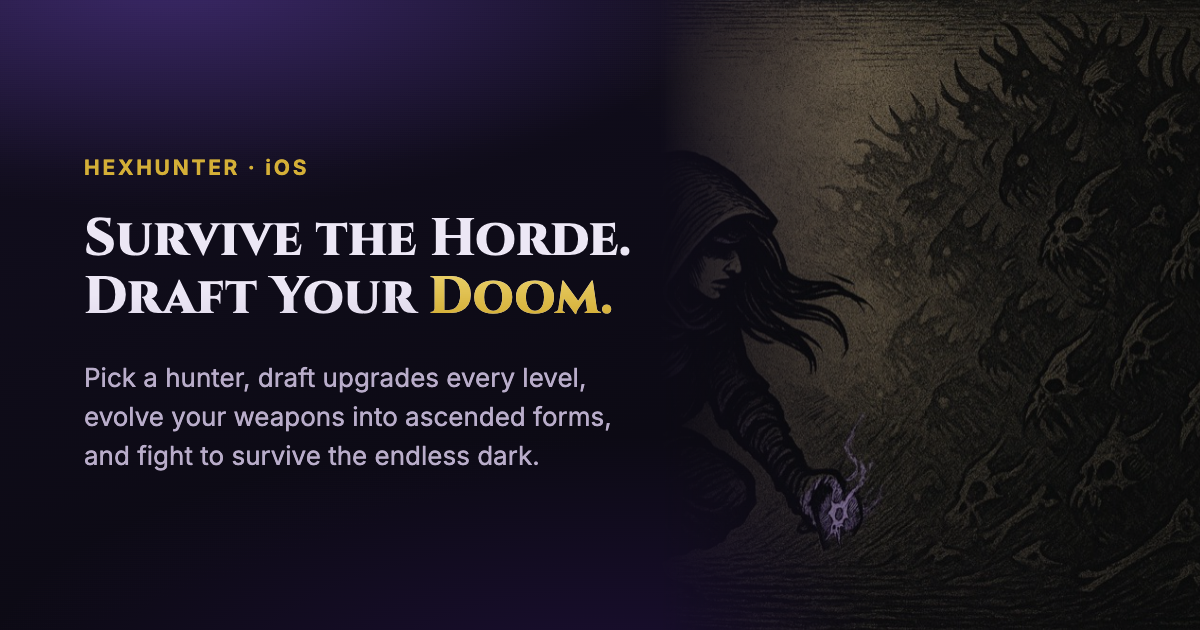 HEXHUNTER · iOS
Survive the Horde.
Draft Your Doom.
Pick a hunter, draft upgrades every level,
evolve your weapons into ascended forms,
and fight to survive the endless dark.